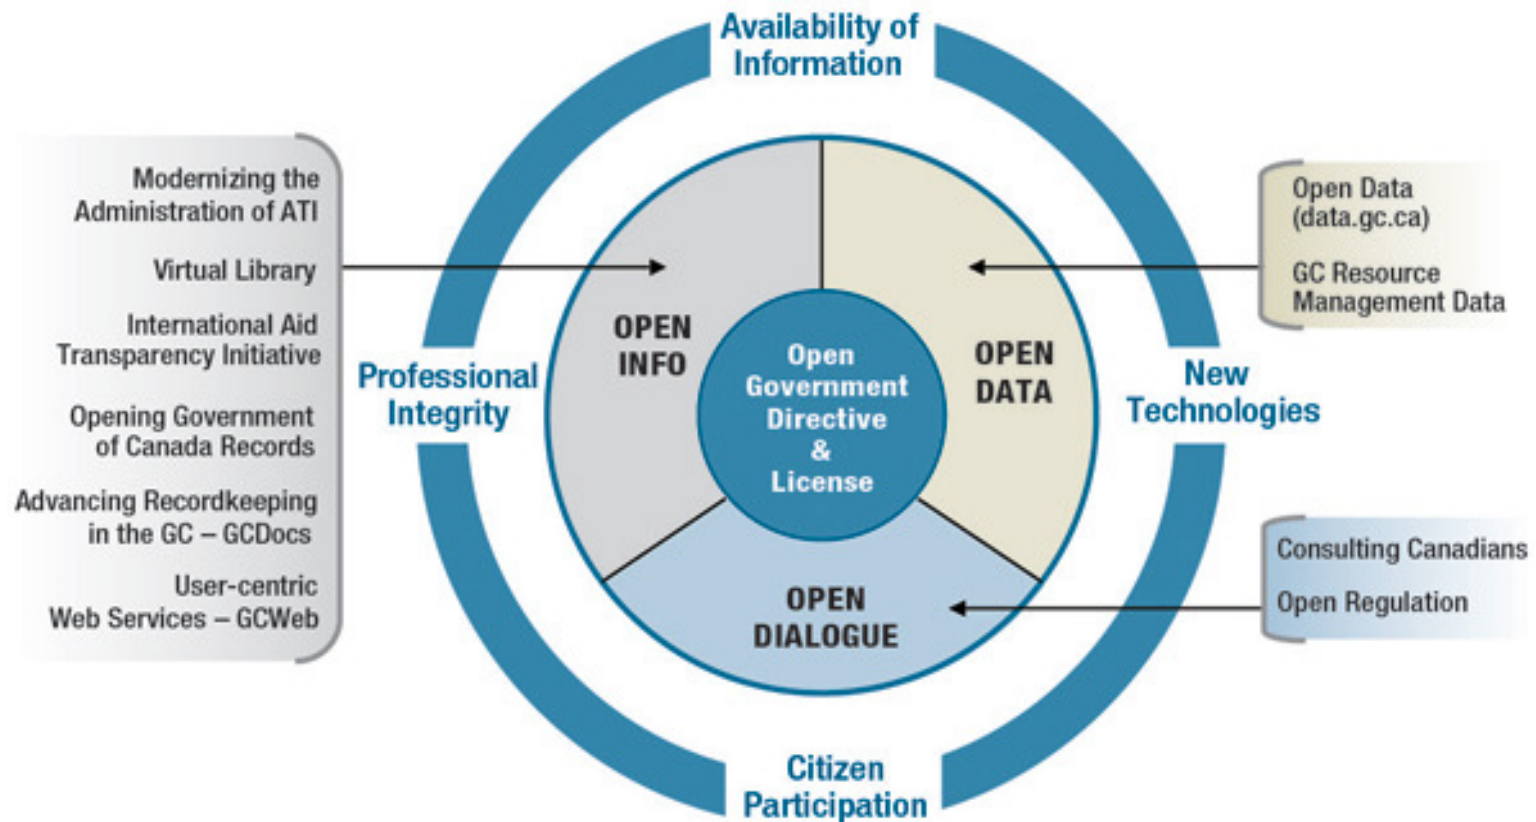 Availability of
Information
Modernizing the
Administration of ATI
Virtual Library
International Aid
Transparency Initiative
Opening Government
of Canada Records
Advancing Recordkeeping
in the GC – GCDocs
User-centric
Web Services – GCWeb
Professional
Integrity
OPEN
INFO
Open
Government
Directive
&
License
OPEN
DATA
OPEN
DIALOGUE
New
Technologies
Open Data
(data.gc.ca)
GC Resource
Management Data
Consulting Canadians
Open Regulation
Citizen
Participation